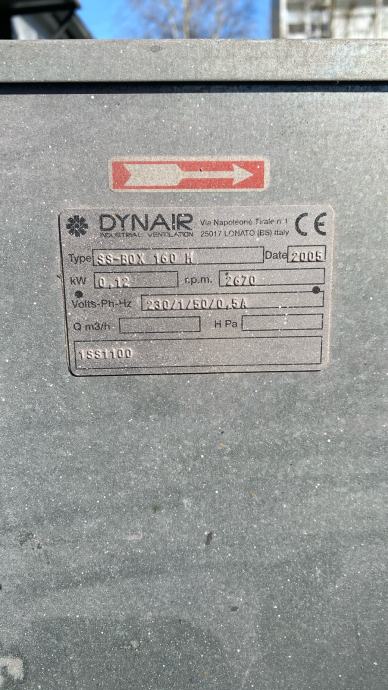 DYNAIR
INDUSTRIAL VENTILATION
Via Napoleone Tirale n° 1
25017 LONATO (BS) Italy
CE
Type SS-BOX 160 H Date 2005
kW 0,12 r.p.m. 2670
Volts-Ph-Hz 230/1/50/0,5A
Q m3/h H Pa
1SS1100